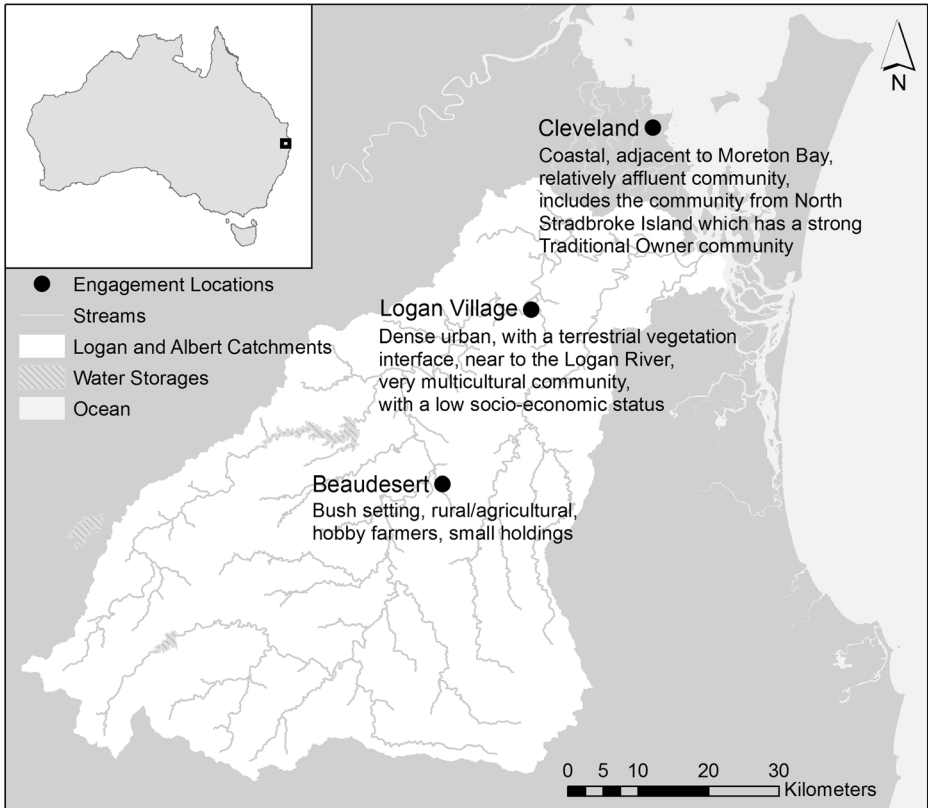 N
Cleveland
Coastal, adjacent to Moreton Bay,
relatively affluent community,
includes the community from North
Stradbroke Island which has a strong
Traditional Owner community
Engagement Locations
Streams
Logan and Albert Catchments
Water Storages
Ocean
Logan Village
Dense urban, with a terrestrial vegetation
interface, near to the Logan River,
very multicultural community,
with a low socio-economic status
Beaudesert
Bush setting, rural/agricultural,
hobby farmers, small holdings
0 5 10 20 30
Kilometers